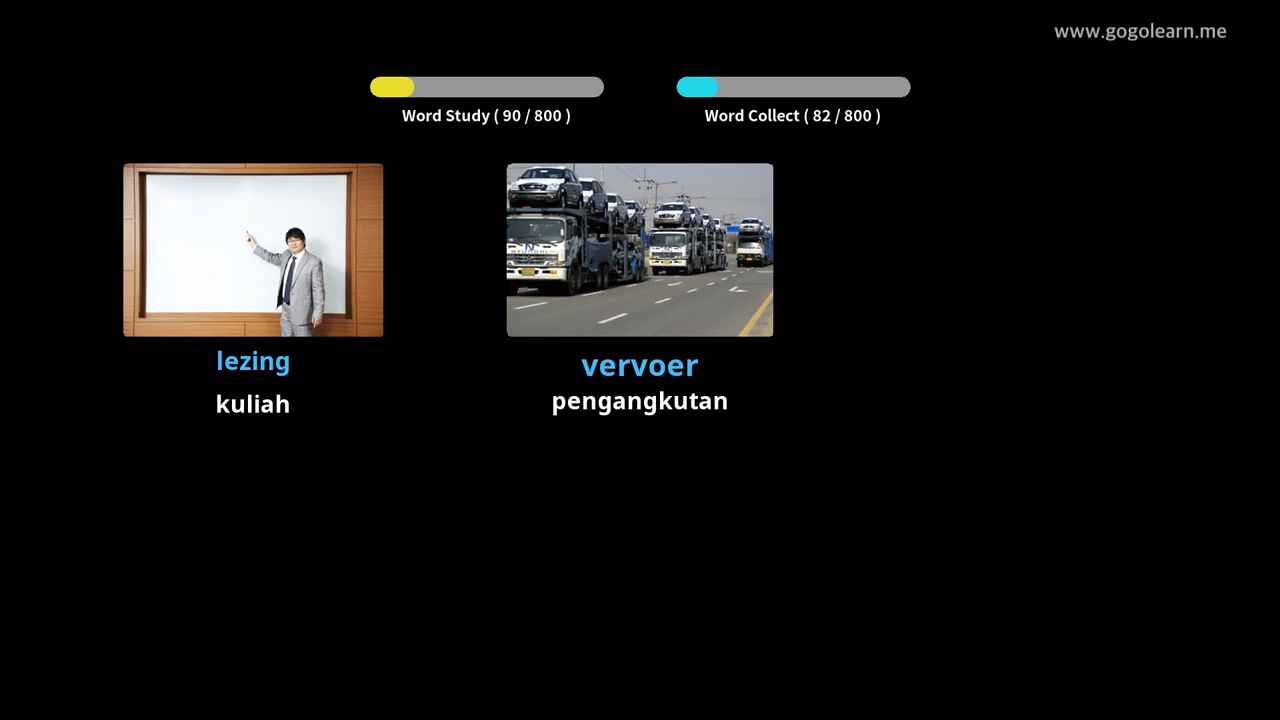 www.gogolearn.me
Word Study ( 90 / 800 )
Word Collect ( 82 / 800 )
lezing
kuliah
vervoer
pengangkutan